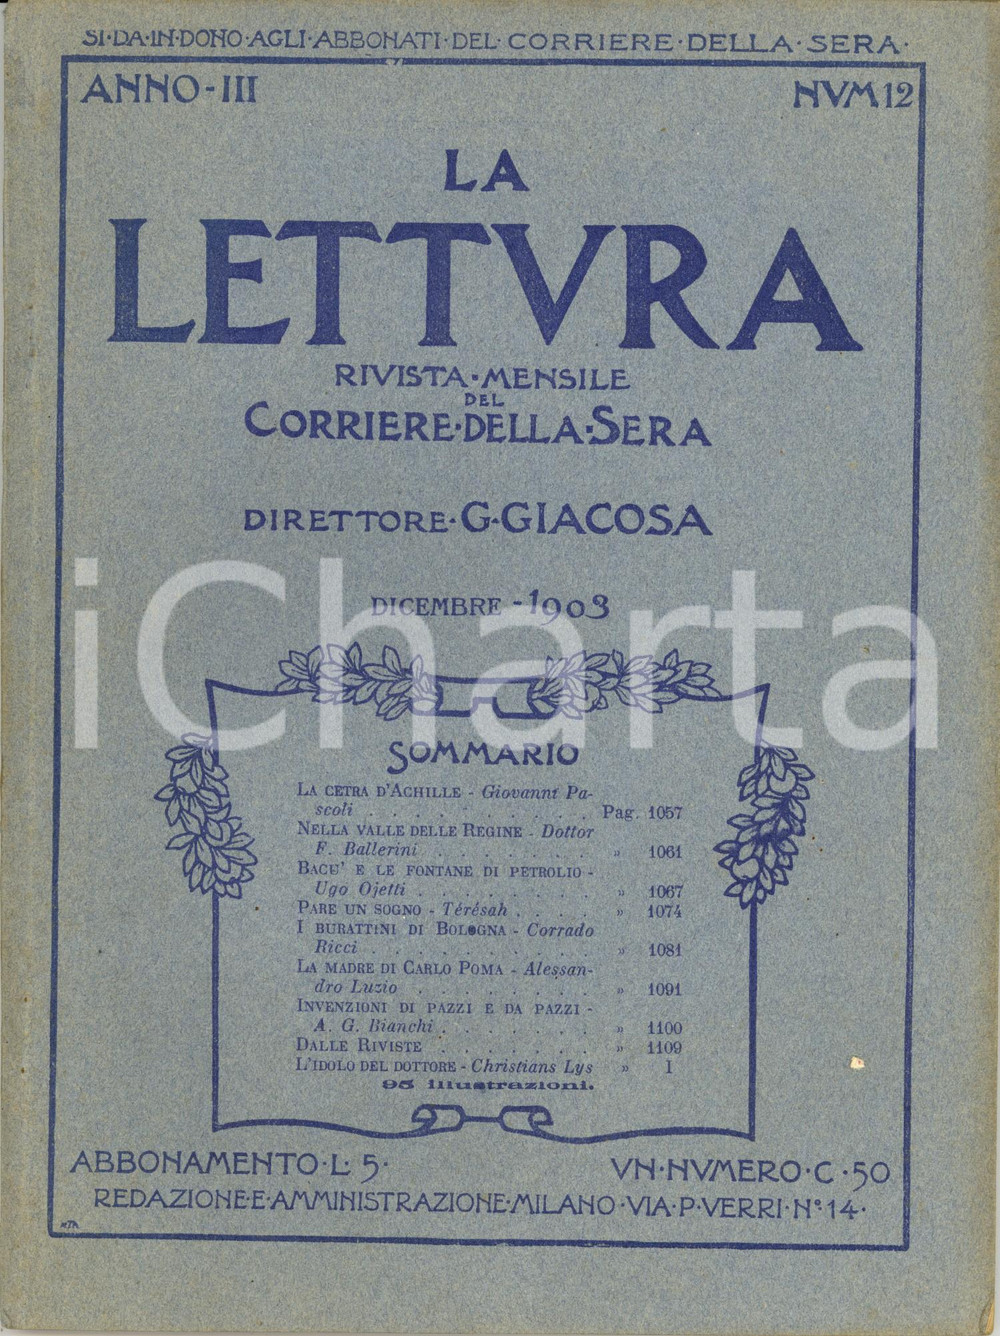 SI·DA·IN·DONO·AGLI·ABBONATI·DEL·CORRIERE·DELLA·SERA·
ANNO-III
NVM 12
LA
LETTVRA
RIVISTA·MENSILE
DEL
CORRIERE·DELLA·SERA
DIRETTORE·G·GIACOSA
DICEMBRE-1903
iCharta
SOMMARIO
LA CETRA D'ACHILLE - Giovanni Pa-
scoli . . . . . . . . . . . Pag. 1057
NELLA VALLE DELLE REGINE - Dottor
F. Ballerini . . . . . . . . » 1061
BACU' E LE FONTANE DI PETROLIO -
Ugo Ojetti . . . . . . . . . » 1067
PARE UN SOGNO - Térésah . . . . » 1074
I BURATTINI DI BOLOGNA - Corrado
Ricci . . . . . . . . . . . » 1081
LA MADRE DI CARLO POMA - Alessan-
dro Luzio . . . . . . . . . » 1091
INVENZIONI DI PAZZI E DA PAZZI -
A. G. Bianchi . . . . . . . » 1100
DALLE RIVISTE . . . . . . . » 1109
L'IDOLO DEL DOTTORE - Christians Lys » I
95 illustrazioni.
ABBONAMENTO·L·5·
VN·NVMERO·C·50
REDAZIONE·E·AMMINISTRAZIONE·MILANO·VIA·P·VERRI·N°·14·